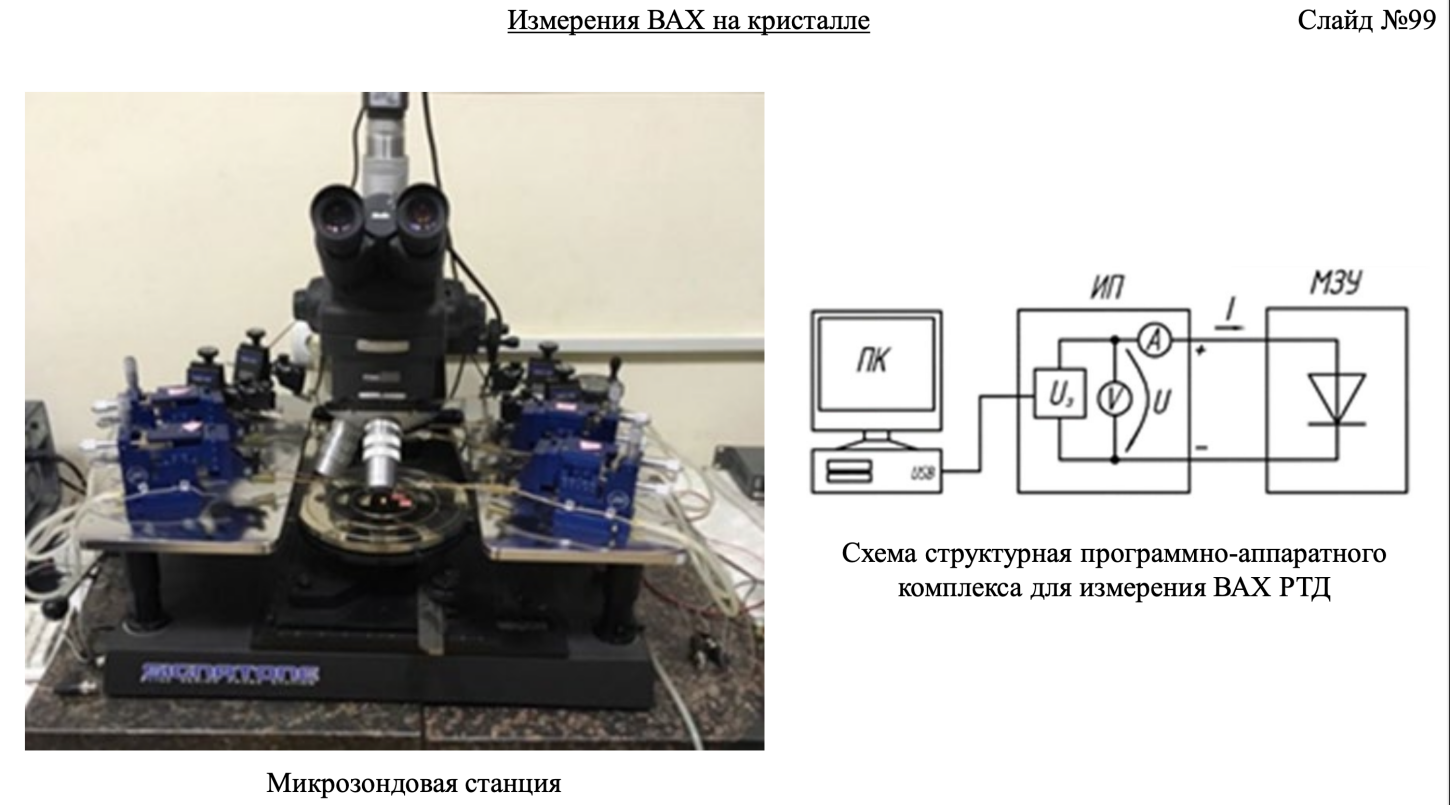 Измерения ВАХ на кристалле
Слайд №99
ИП
МЗУ
I
ПК
A
+
Uз
V
U
USB
–
Схема структурная программно-аппаратного
комплекса для измерения ВАХ РТД
Микрозондовая станция